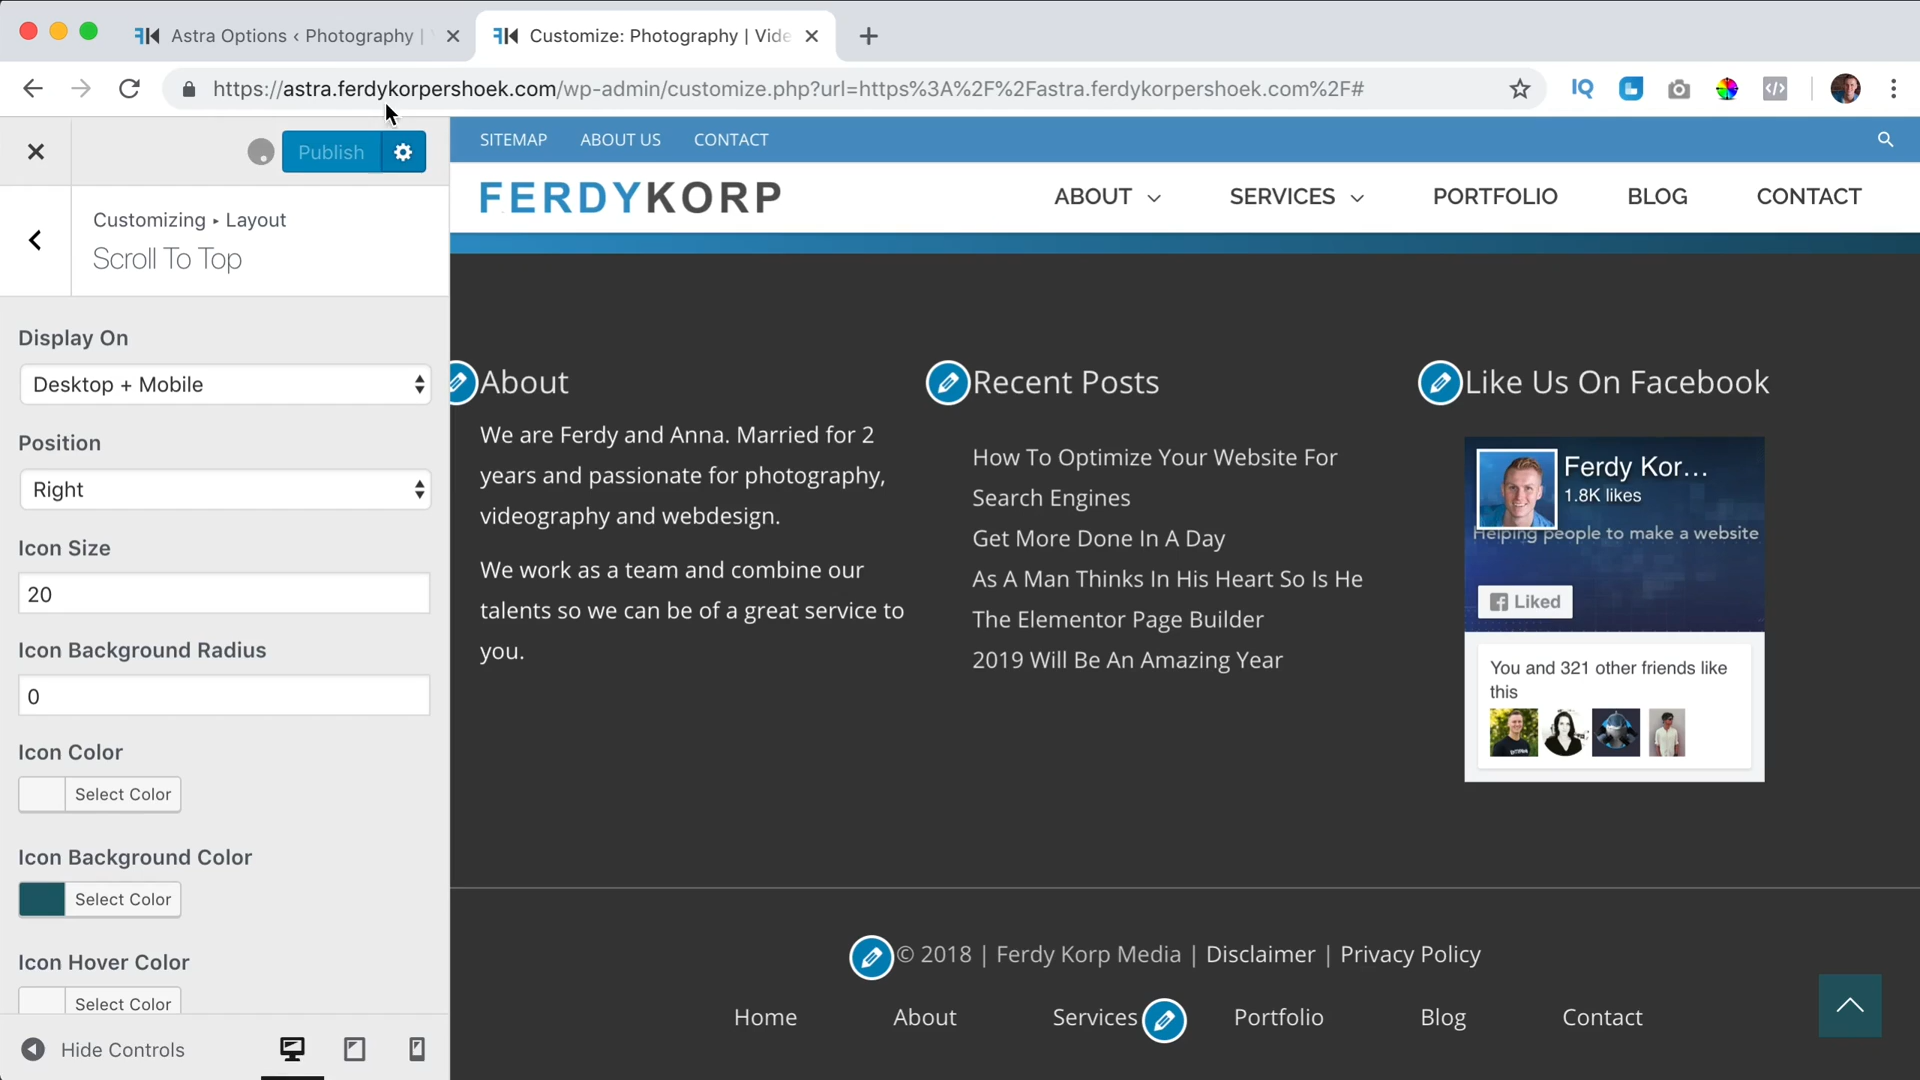 Astra Options ‹ Photography |
Customize: Photography | Vide
https://astra.ferdykorpershoek.com/wp-admin/customize.php?url=https%3A%2F%2Fastra.ferdykorpershoek.com%2F#
IQ
Publish
Customizing ▸ Layout
Scroll To Top
Display On
Desktop + Mobile
Position
Right
Icon Size
20
Icon Background Radius
0
Icon Color
Select Color
Icon Background Color
Select Color
Icon Hover Color
Select Color
Hide Controls
SITEMAP ABOUT US CONTACT
FERDYKORP
ABOUT SERVICES PORTFOLIO BLOG CONTACT
About
We are Ferdy and Anna. Married for 2
years and passionate for photography,
videography and webdesign.
We work as a team and combine our
talents so we can be of a great service to
you.
Recent Posts
How To Optimize Your Website For
Search Engines
Get More Done In A Day
As A Man Thinks In His Heart So Is He
The Elementor Page Builder
2019 Will Be An Amazing Year
Like Us On Facebook
Ferdy Kor...
1.8K likes
Helping people to make a website
Liked
You and 321 other friends like
this
© 2018 | Ferdy Korp Media | Disclaimer | Privacy Policy
Home About Services Portfolio Blog Contact